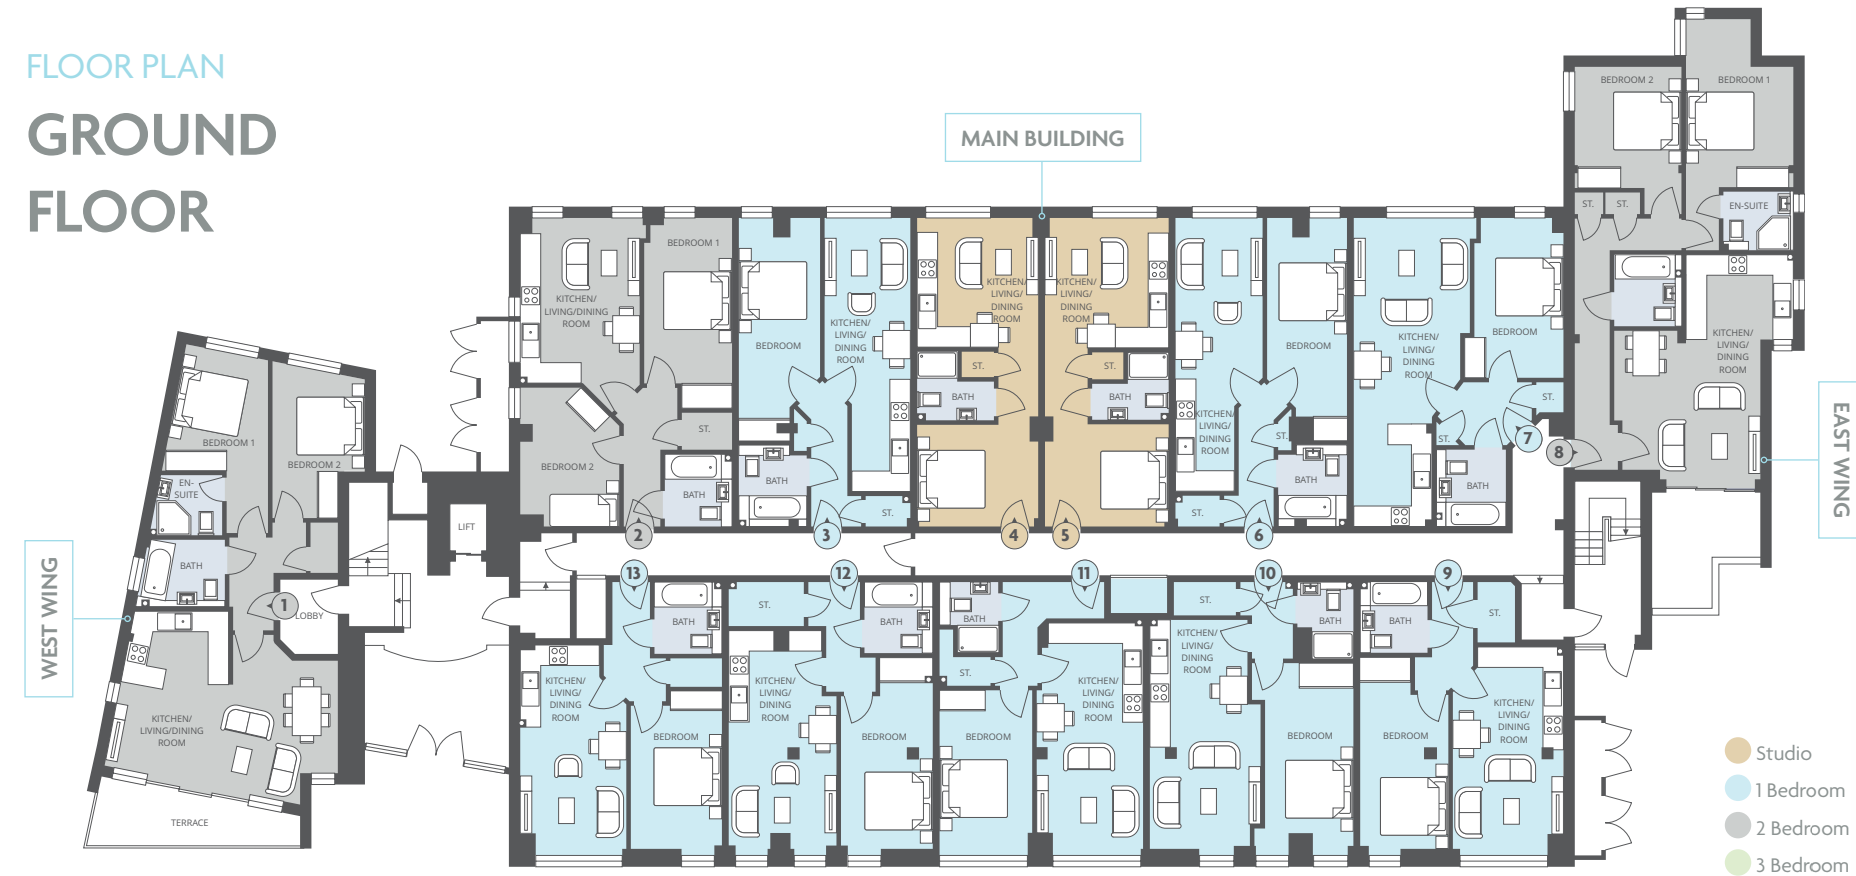 FLOOR PLAN
GROUND
FLOOR
MAIN BUILDING
WEST WING
EAST WING
BEDROOM 1
BEDROOM 2
EN-
SUITE
BATH
1
LOBBY
KITCHEN/
LIVING/DINING
ROOM
TERRACE
LIFT
KITCHEN/
LIVING/DINING
ROOM
BEDROOM 1
BEDROOM 2
ST.
BATH
2
BEDROOM
KITCHEN/
LIVING/
DINING
ROOM
BATH
ST.
3
KITCHEN/
LIVING/
DINING
ROOM
ST.
BATH
4
KITCHEN/
LIVING/
DINING
ROOM
ST.
BATH
5
KITCHEN/
LIVING/
DINING
ROOM
BEDROOM
ST.
BATH
ST.
6
KITCHEN/
LIVING/
DINING
ROOM
BEDROOM
ST.
ST.
BATH
7
BEDROOM 2
BEDROOM 1
ST.
ST.
EN-SUITE
KITCHEN/
LIVING/
DINING
ROOM
8
13
BATH
KITCHEN/
LIVING/
DINING
ROOM
BEDROOM
12
ST.
BATH
KITCHEN/
LIVING/
DINING
ROOM
BEDROOM
11
BATH
ST.
KITCHEN/
LIVING/
DINING
ROOM
BEDROOM
10
ST.
BATH
KITCHEN/
LIVING/
DINING
ROOM
BEDROOM
9
BATH
ST.
BEDROOM
KITCHEN/
LIVING/
DINING
ROOM
Studio
1 Bedroom
2 Bedroom
3 Bedroom